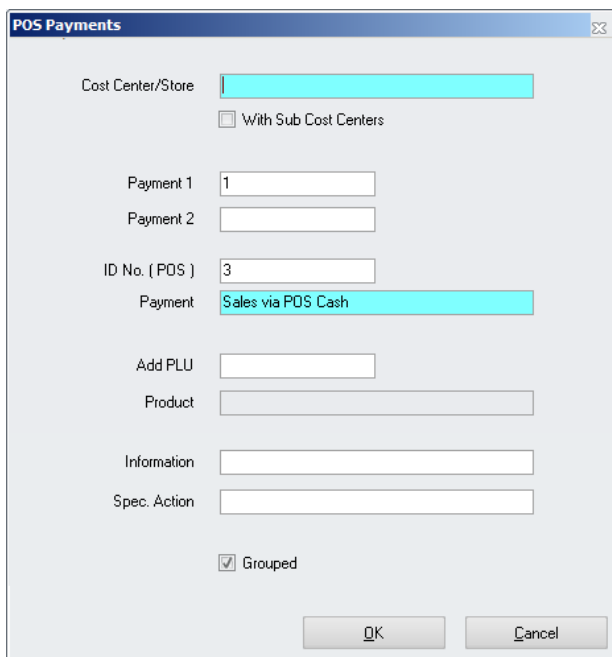 POS Payments
Cost Center/Store
With Sub Cost Centers
Payment 1 1
Payment 2
ID No. ( POS ) 3
Payment Sales via POS Cash
Add PLU
Product
Information
Spec. Action
Grouped
OK Cancel